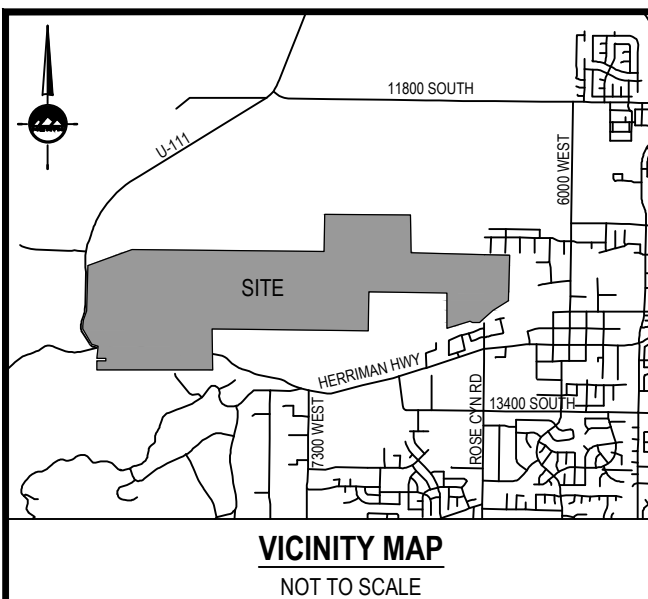 11800 SOUTH
U-111
6000 WEST
SITE
HERRIMAN HWY
7300 WEST
ROSE CYN RD
13400 SOUTH
VICINITY MAP
NOT TO SCALE